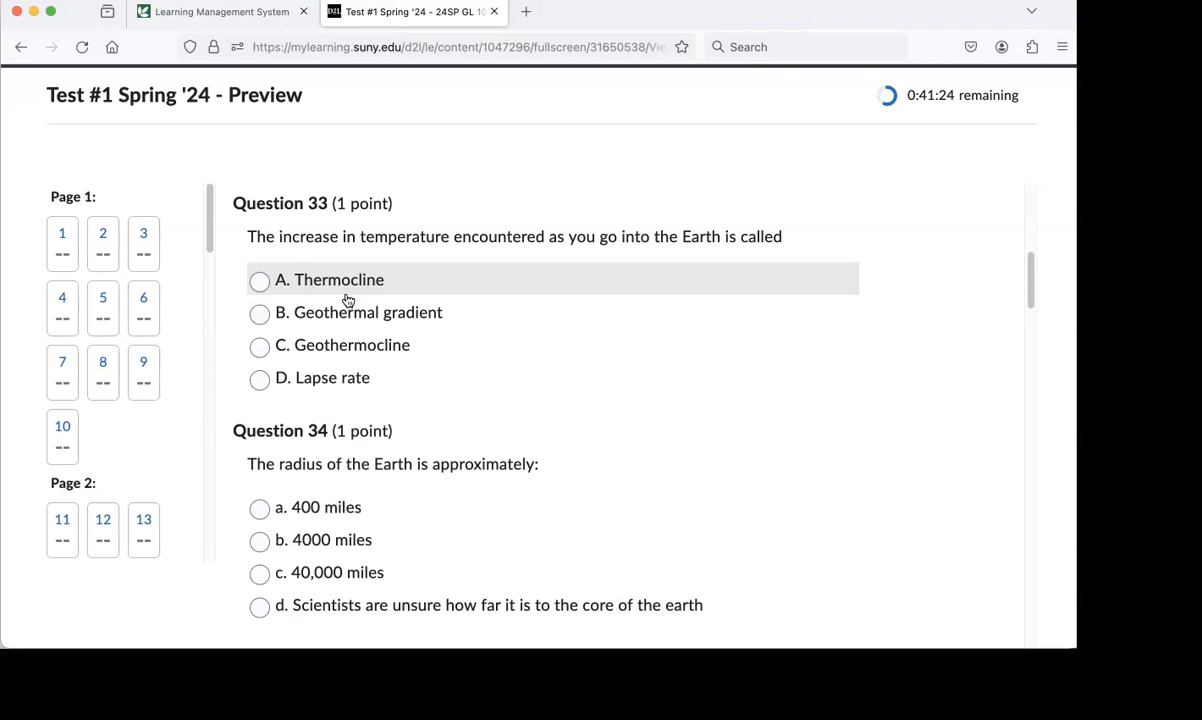 Learning Management System
D2L Test #1 Spring '24 - 24SP GL 10
https://mylearning.suny.edu/d2l/le/content/1047296/fullscreen/31650538/Vie
Search
Test #1 Spring '24 - Preview
0:41:24 remaining
Page 1:
1 2 3
-- -- --
4 5 6
-- -- --
7 8 9
-- -- --
10
--
Page 2:
11 12 13
-- -- --
Question 33 (1 point)
The increase in temperature encountered as you go into the Earth is called
A. Thermocline
B. Geothermal gradient
C. Geothermocline
D. Lapse rate
Question 34 (1 point)
The radius of the Earth is approximately:
a. 400 miles
b. 4000 miles
c. 40,000 miles
d. Scientists are unsure how far it is to the core of the earth